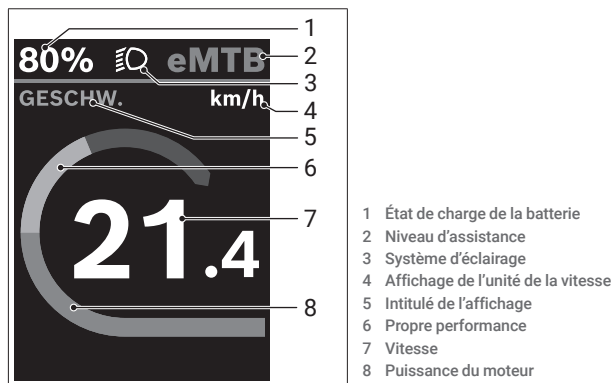 80% eMTB
GESCHW. km/h
21.4
1
2
3
4
5
6
7
8
1 État de charge de la batterie
2 Niveau d'assistance
3 Système d'éclairage
4 Affichage de l'unité de la vitesse
5 Intitulé de l'affichage
6 Propre performance
7 Vitesse
8 Puissance du moteur